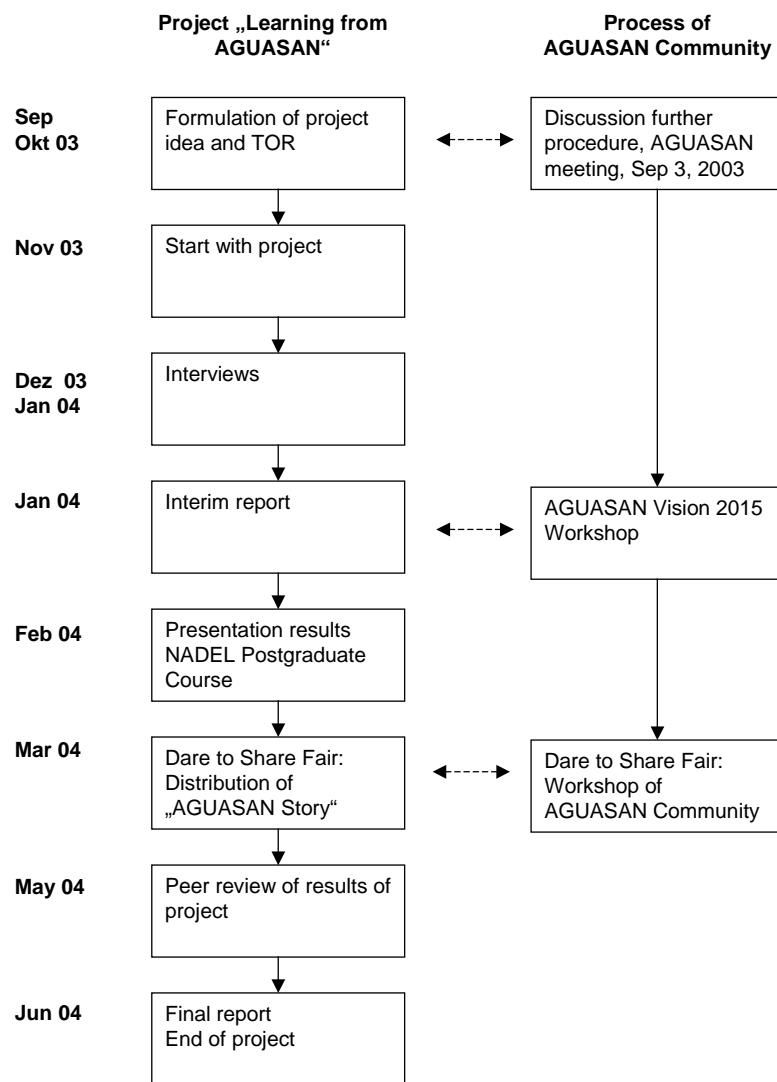 Project „Learning from
AGUASAN“
Process of
AGUASAN Community
Sep
Okt 03
Formulation of project
idea and TOR
Discussion further
procedure, AGUASAN
meeting, Sep 3, 2003
Nov 03
Start with project
Dez 03
Jan 04
Interviews
Jan 04
Interim report
AGUASAN Vision 2015
Workshop
Feb 04
Presentation results
NADEL Postgraduate
Course
Mar 04
Dare to Share Fair:
Distribution of
„AGUASAN Story“
Dare to Share Fair:
Workshop of
AGUASAN Community
May 04
Peer review of results of
project
Jun 04
Final report
End of project